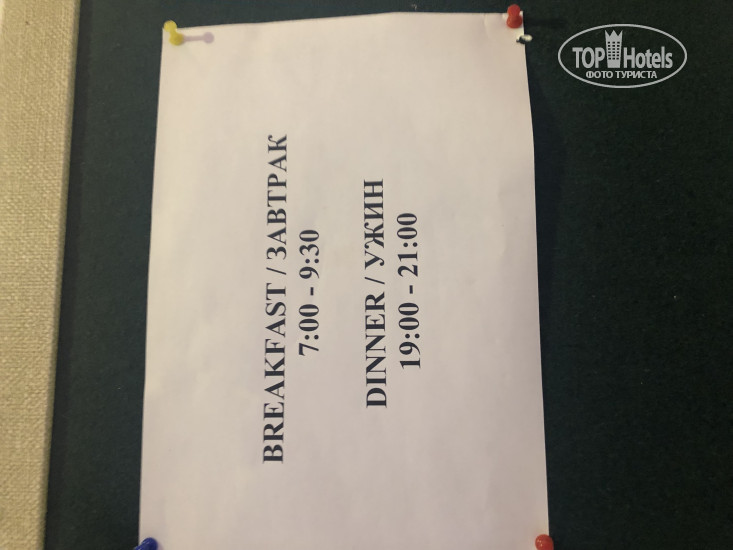 BREAKFAST / ЗАВТРАК
7:00 - 9:30
DINNER / УЖИН
19:00 - 21:00
TOP Hotels
ФОТО ТУРИСТА